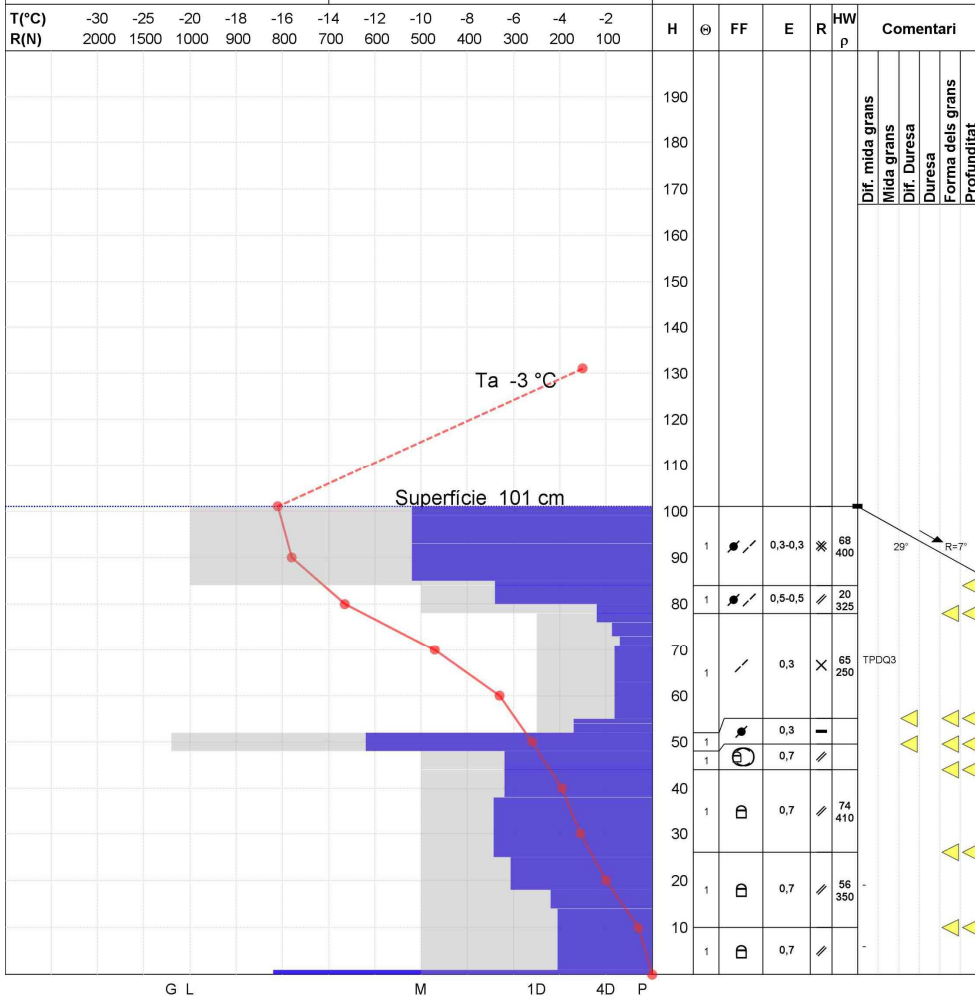 T(°C) -30 -25 -20 -18 -16 -14 -12 -10 -8 -6 -4 -2 H Θ FF E R HW Comentari
R(N) 2000 1500 1000 900 800 700 600 500 400 300 200 100 ρ
Dif. mida grans
Mida grans
Dif. Duresa
Duresa
Forma dels grans
Profunditat
190
180
170
160
150
140
130
Ta -3 °C
120
110
Superfície 101 cm
100
90 1 0,3-0,3 68 29° R=7°
400
80 1 0,5-0,5 20
325
70
60 1 0,3 65 TPDQ3
250
50 1 0,3
1 0,7
40
30 1 0,7 74
410
20 1 0,7 56 -
350
10
1 0,7 -
G L M 1D 4D P